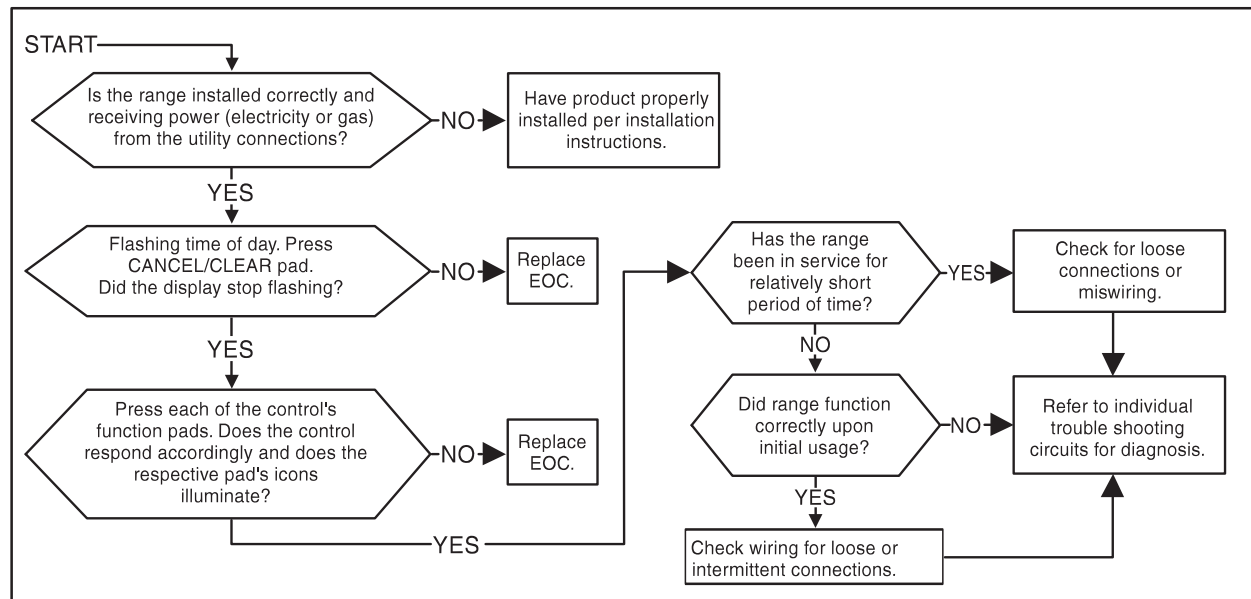 START
Is the range installed correctly and
receiving power (electricity or gas)
from the utility connections?
NO
Have product properly
installed per installation
instructions.
YES
Flashing time of day. Press
CANCEL/CLEAR pad.
Did the display stop flashing?
NO
Replace
EOC.
YES
Press each of the control's
function pads. Does the control
respond accordingly and does the
respective pad's icons
illuminate?
NO
Replace
EOC.
YES
Has the range
been in service for
relatively short
period of time?
YES
Check for loose
connections or
miswiring.
NO
Did range function
correctly upon
initial usage?
NO
Refer to individual
trouble shooting
circuits for diagnosis.
YES
Check wiring for loose or
intermittent connections.